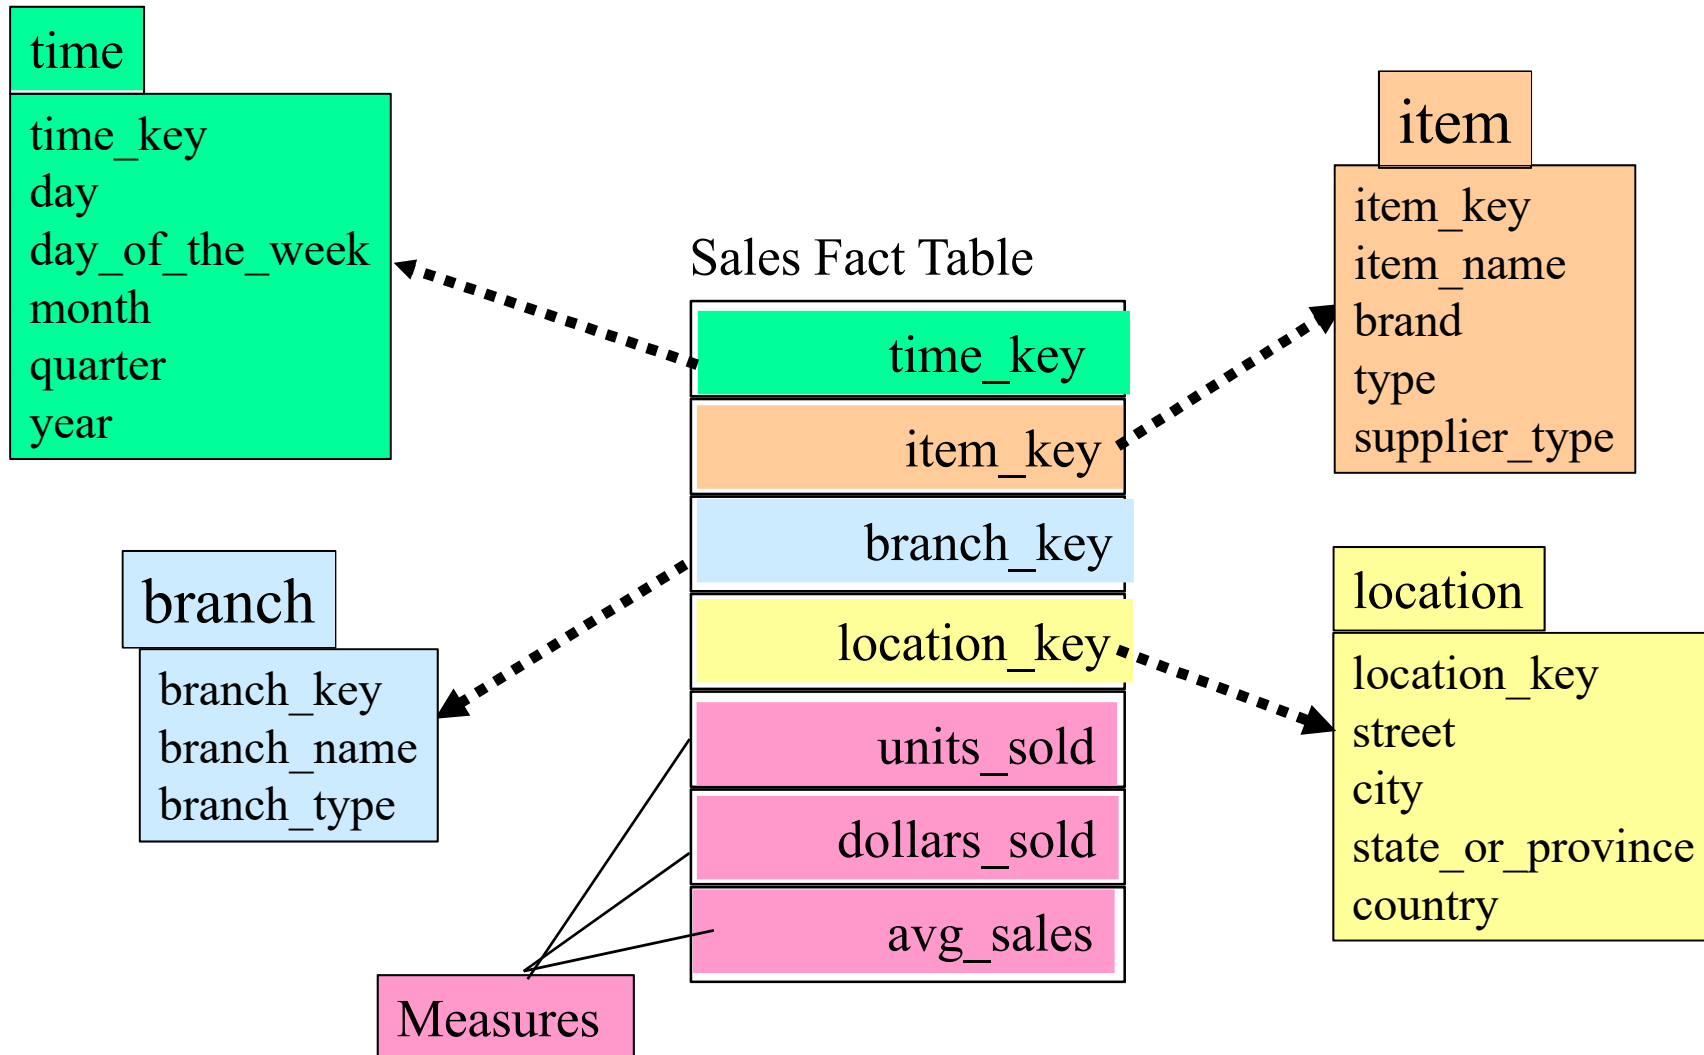 time
time_key
day
day_of_the_week
month
quarter
year
Sales Fact Table
time_key
item_key
branch_key
location_key
units_sold
dollars_sold
avg_sales
Measures
item
item_key
item_name
brand
type
supplier_type
branch
branch_key
branch_name
branch_type
location
location_key
street
city
state_or_province
country